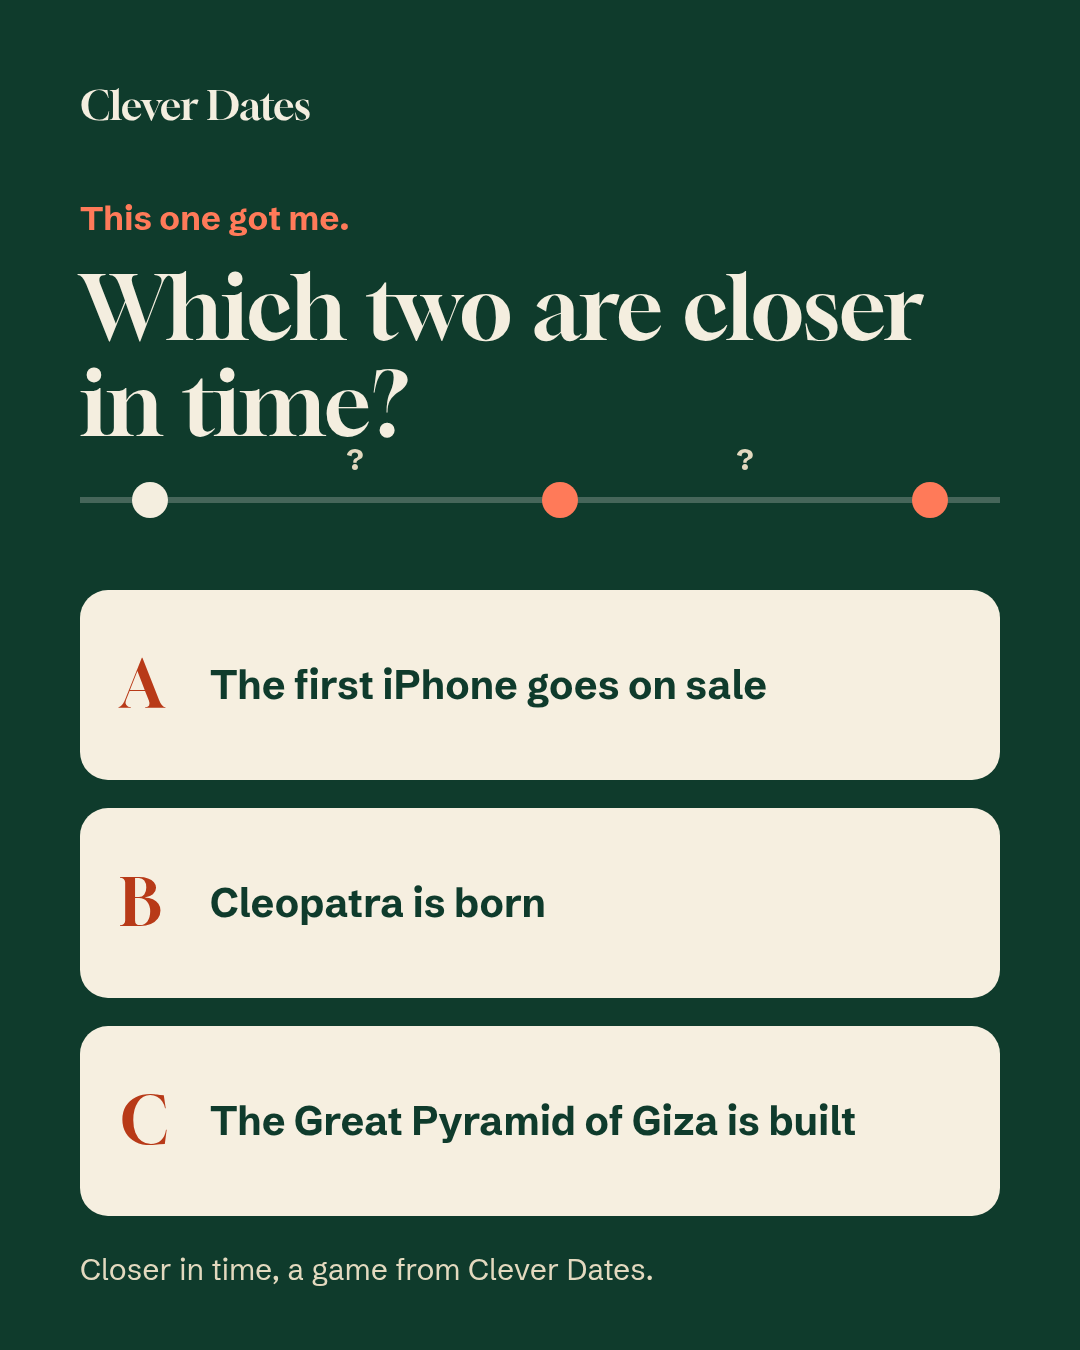 Clever Dates
This one got me.
Which two are closer
in time?
? ?
A The first iPhone goes on sale
B Cleopatra is born
C The Great Pyramid of Giza is built
Closer in time, a game from Clever Dates.